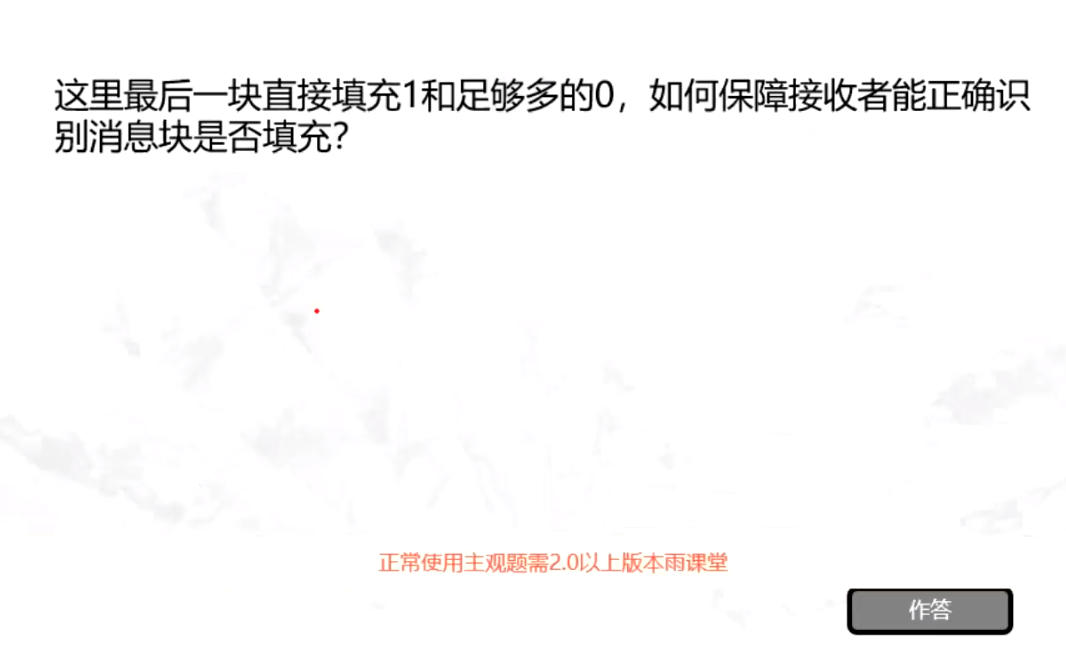 这里最后一块直接填充1和足够多的0，如何保障接收者能正确识
别消息块是否填充？
正常使用主观题需2.0以上版本雨课堂
作答